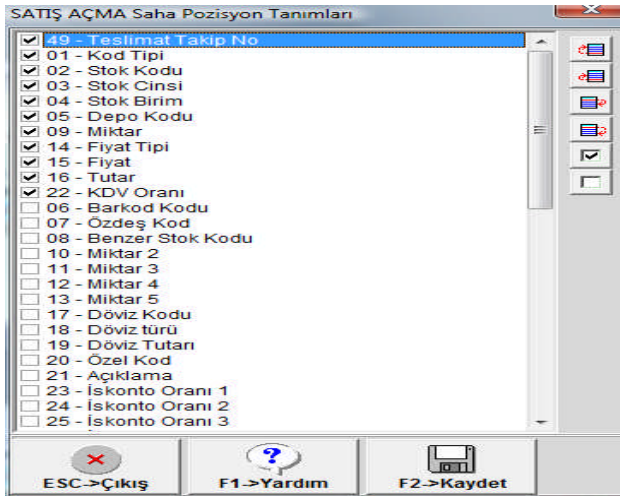 SATIŞ AÇMA Saha Pozisyon Tanımları
49 - Teslimat Takip No
01 - Kod Tipi
02 - Stok Kodu
03 - Stok Cinsi
04 - Stok Birim
05 - Depo Kodu
09 - Miktar
14 - Fiyat Tipi
15 - Fiyat
16 - Tutar
22 - KDV Oranı
06 - Barkod Kodu
07 - Özdeş Kod
08 - Benzer Stok Kodu
10 - Miktar 2
11 - Miktar 3
12 - Miktar 4
13 - Miktar 5
17 - Döviz Kodu
18 - Döviz türü
19 - Döviz Tutarı
20 - Özel Kod
21 - Açıklama
23 - İskonto Oranı 1
24 - İskonto Oranı 2
25 - İskonto Oranı 3
ESC->Çıkış F1->Yardım F2->Kaydet